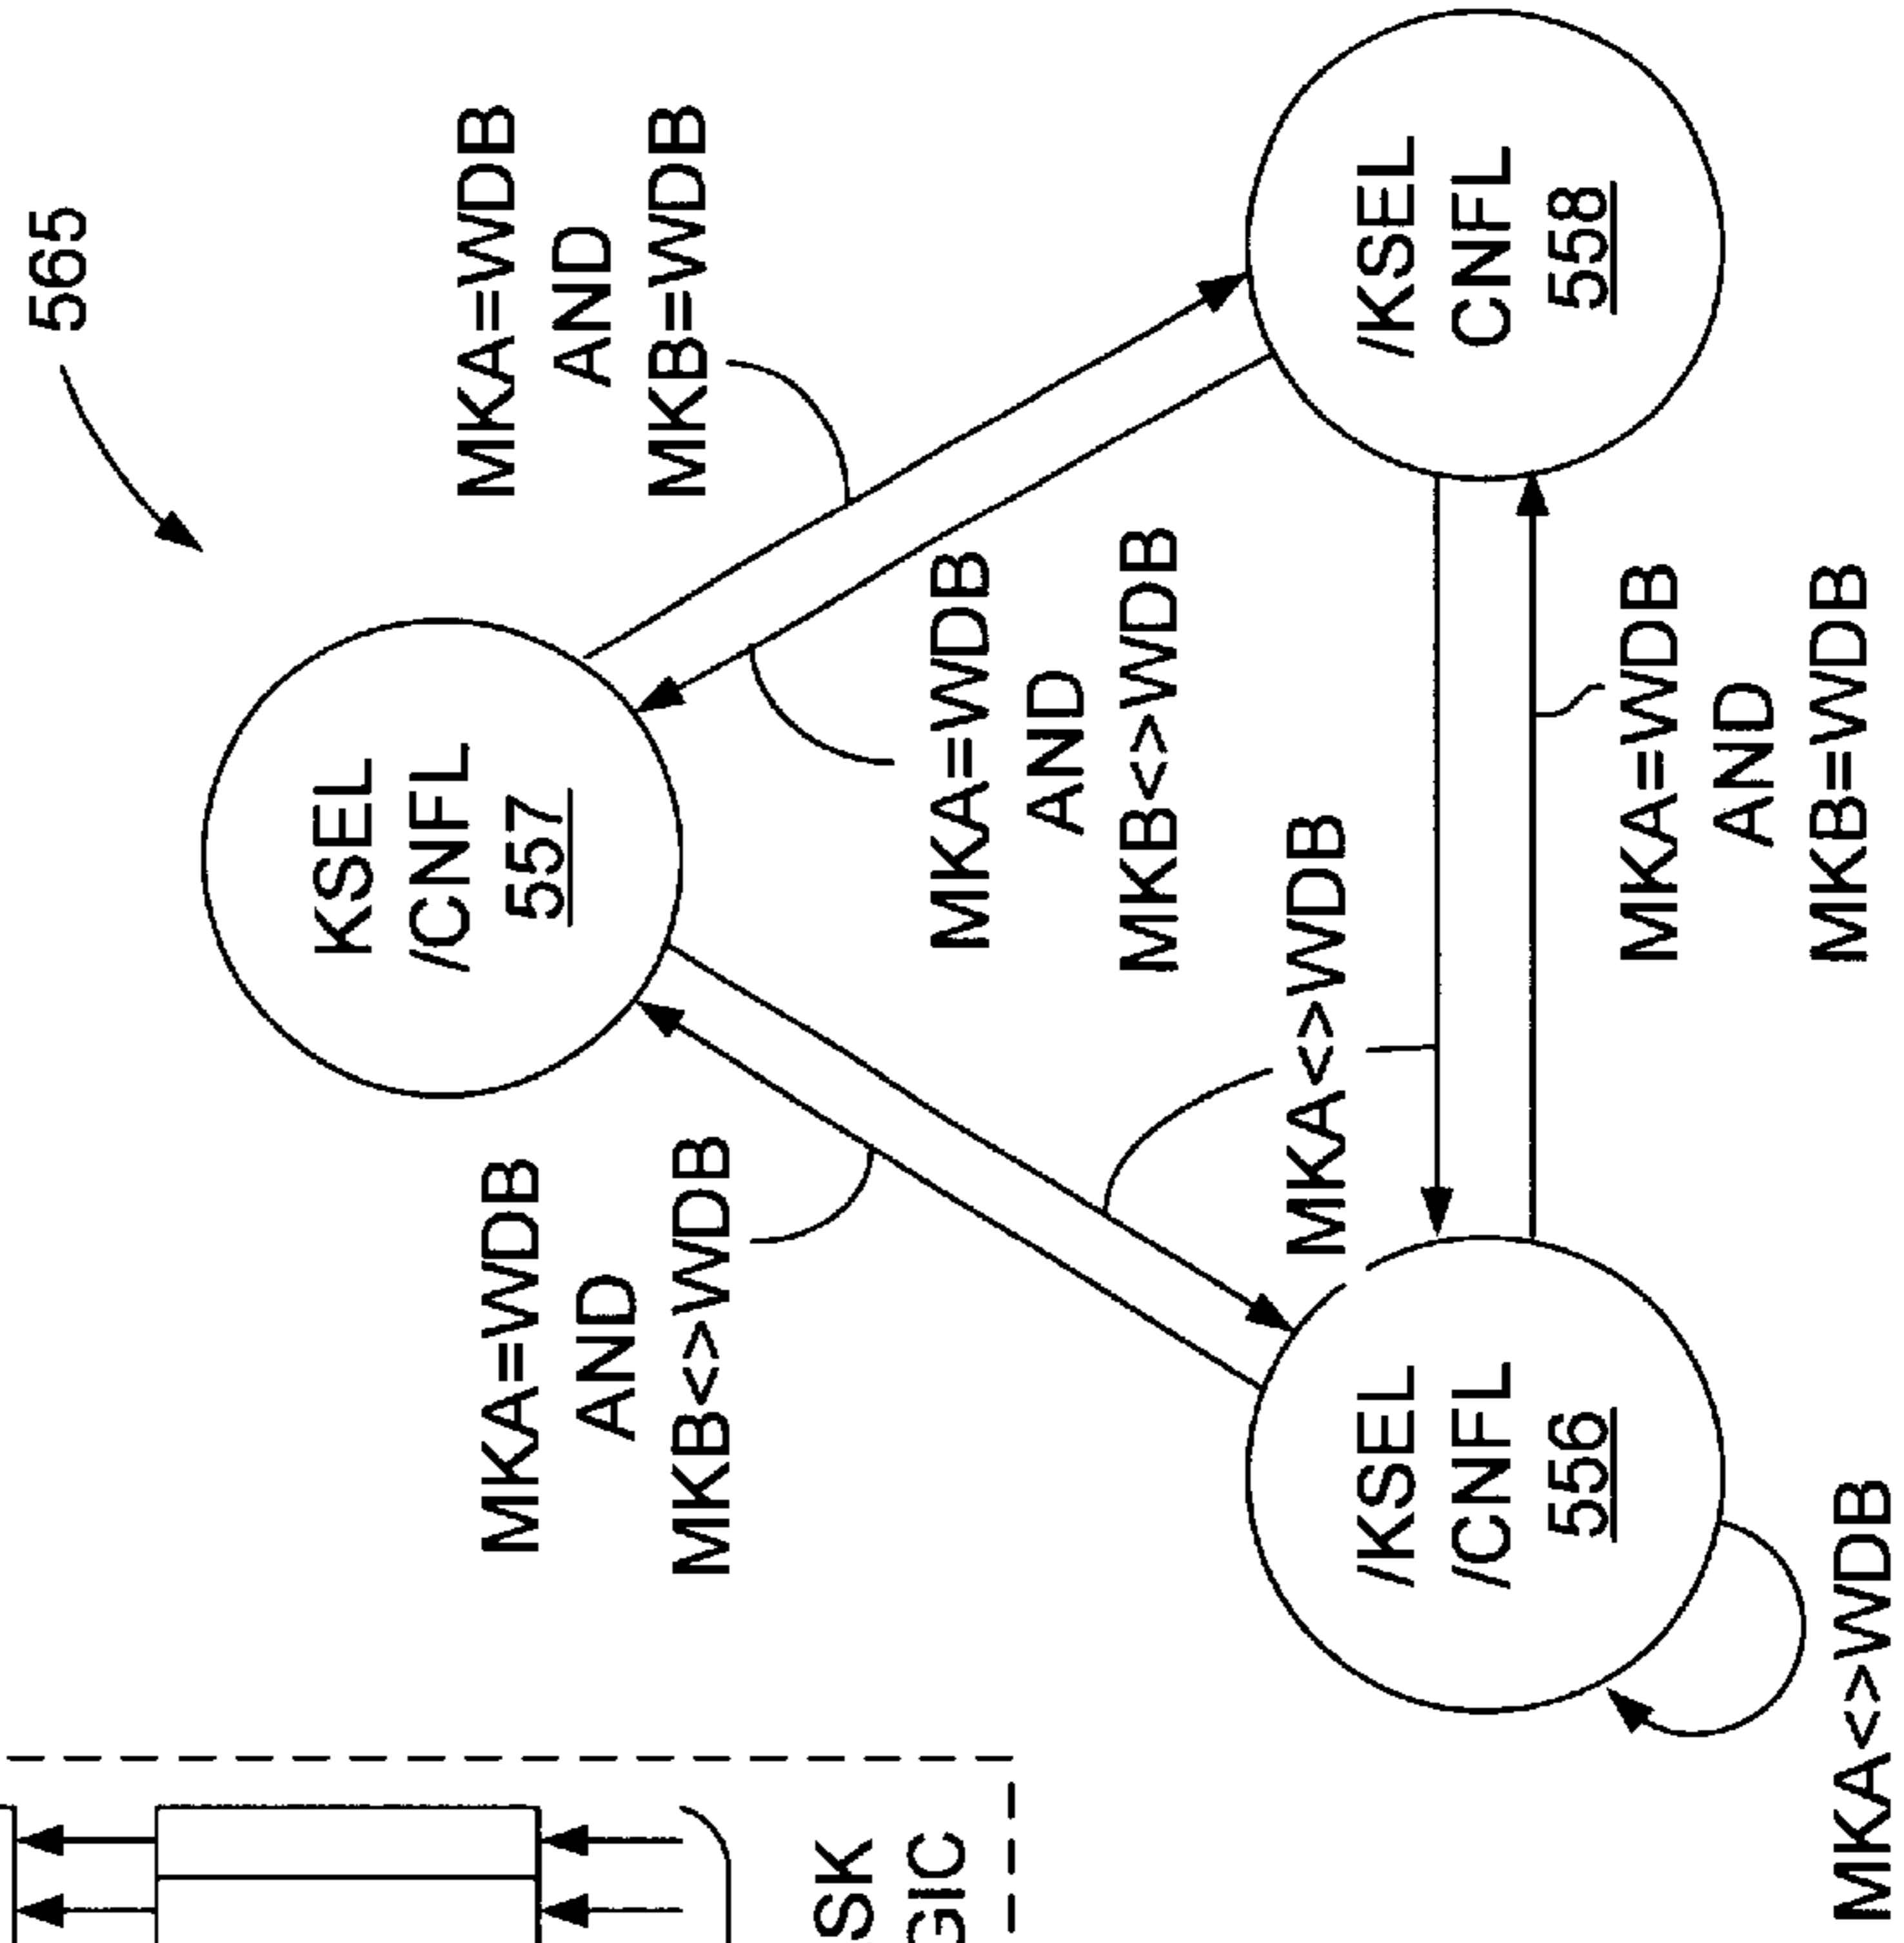 565
MKA=WDB
AND
MKB=WDB
KSEL
/CNFL
557
MKA=WDB
AND
MKB<>WDB
MKA=WDB
AND
MKB<>WDB
MKA<>WDB
/KSEL
/CNFL
556
/KSEL
CNFL
558
MKA=WDB
AND
MKB=WDB
MKA<>WDB
SK
GIC